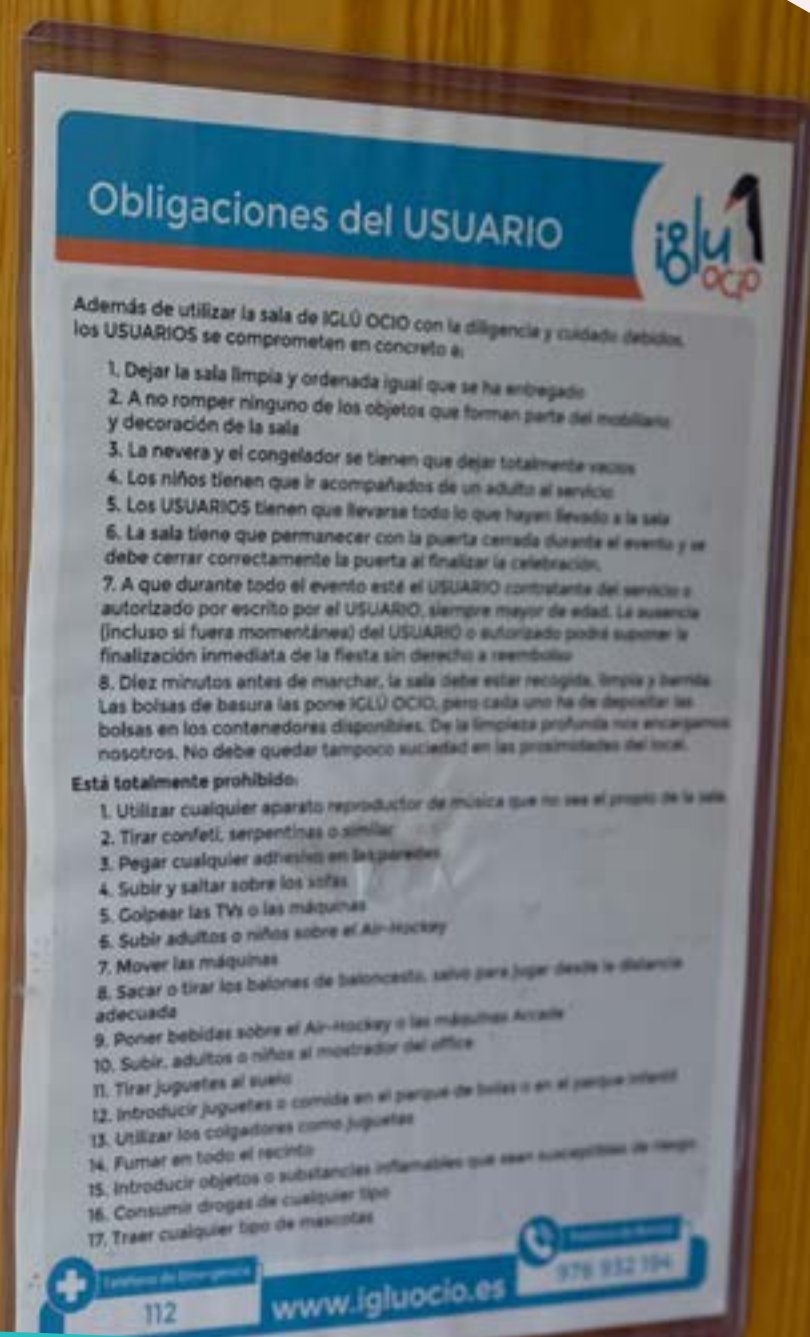 Obligaciones del USUARIO
iglu
ocio
Además de utilizar la sala de IGLÚ OCIO con la diligencia y cuidado debidos,
los USUARIOS se comprometen en concreto a:
1. Dejar la sala limpia y ordenada igual que se ha entregado
2. A no romper ninguno de los objetos que forman parte del mobiliario
y decoración de la sala
3. La nevera y el congelador se tienen que dejar totalmente vacíos
4. Los niños tienen que ir acompañados de un adulto al servicio
5. Los USUARIOS tienen que llevarse todo lo que hayan llevado a la sala
6. La sala tiene que permanecer con la puerta cerrada durante el evento y se
debe cerrar correctamente la puerta al finalizar la celebración.
7. A que durante todo el evento esté el USUARIO contratante del servicio o
autorizado por escrito por el USUARIO, siempre mayor de edad. La ausencia
(incluso si fuera momentánea) del USUARIO o autorizado podrá suponer la
finalización inmediata de la fiesta sin derecho a reembolso
8. Diez minutos antes de marchar, la sala debe estar recogida, limpia y barrida.
Las bolsas de basura las pone IGLÚ OCIO, pero cada uno ha de depositar las
bolsas en los contenedores disponibles. De la limpieza profunda nos encargamos
nosotros. No debe quedar tampoco suciedad en las proximidades del local.
Está totalmente prohibido:
1. Utilizar cualquier aparato reproductor de música que no sea el propio de la sala.
2. Tirar confeti, serpentinas o similar
3. Pegar cualquier adhesivo en las paredes
4. Subir y saltar sobre los sofás
5. Golpear las TVs o las máquinas
6. Subir adultos o niños sobre el Air-Hockey
7. Mover las máquinas
8. Sacar o tirar los balones de baloncesto, salvo para jugar desde la distancia
adecuada
9. Poner bebidas sobre el Air-Hockey o las máquinas Arcade
10. Subir, adultos o niños al mostrador del office
11. Tirar juguetes al suelo
12. Introducir juguetes o comida en el parque de bolas o en el parque infantil
13. Utilizar los colgadores como juguetes
14. Fumar en todo el recinto
15. Introducir objetos o substancias inflamables que sean susceptibles de riesgo
16. Consumir drogas de cualquier tipo
17. Traer cualquier tipo de mascotas
Teléfono de Emergencia
112
www.igluocio.es
976 932 194